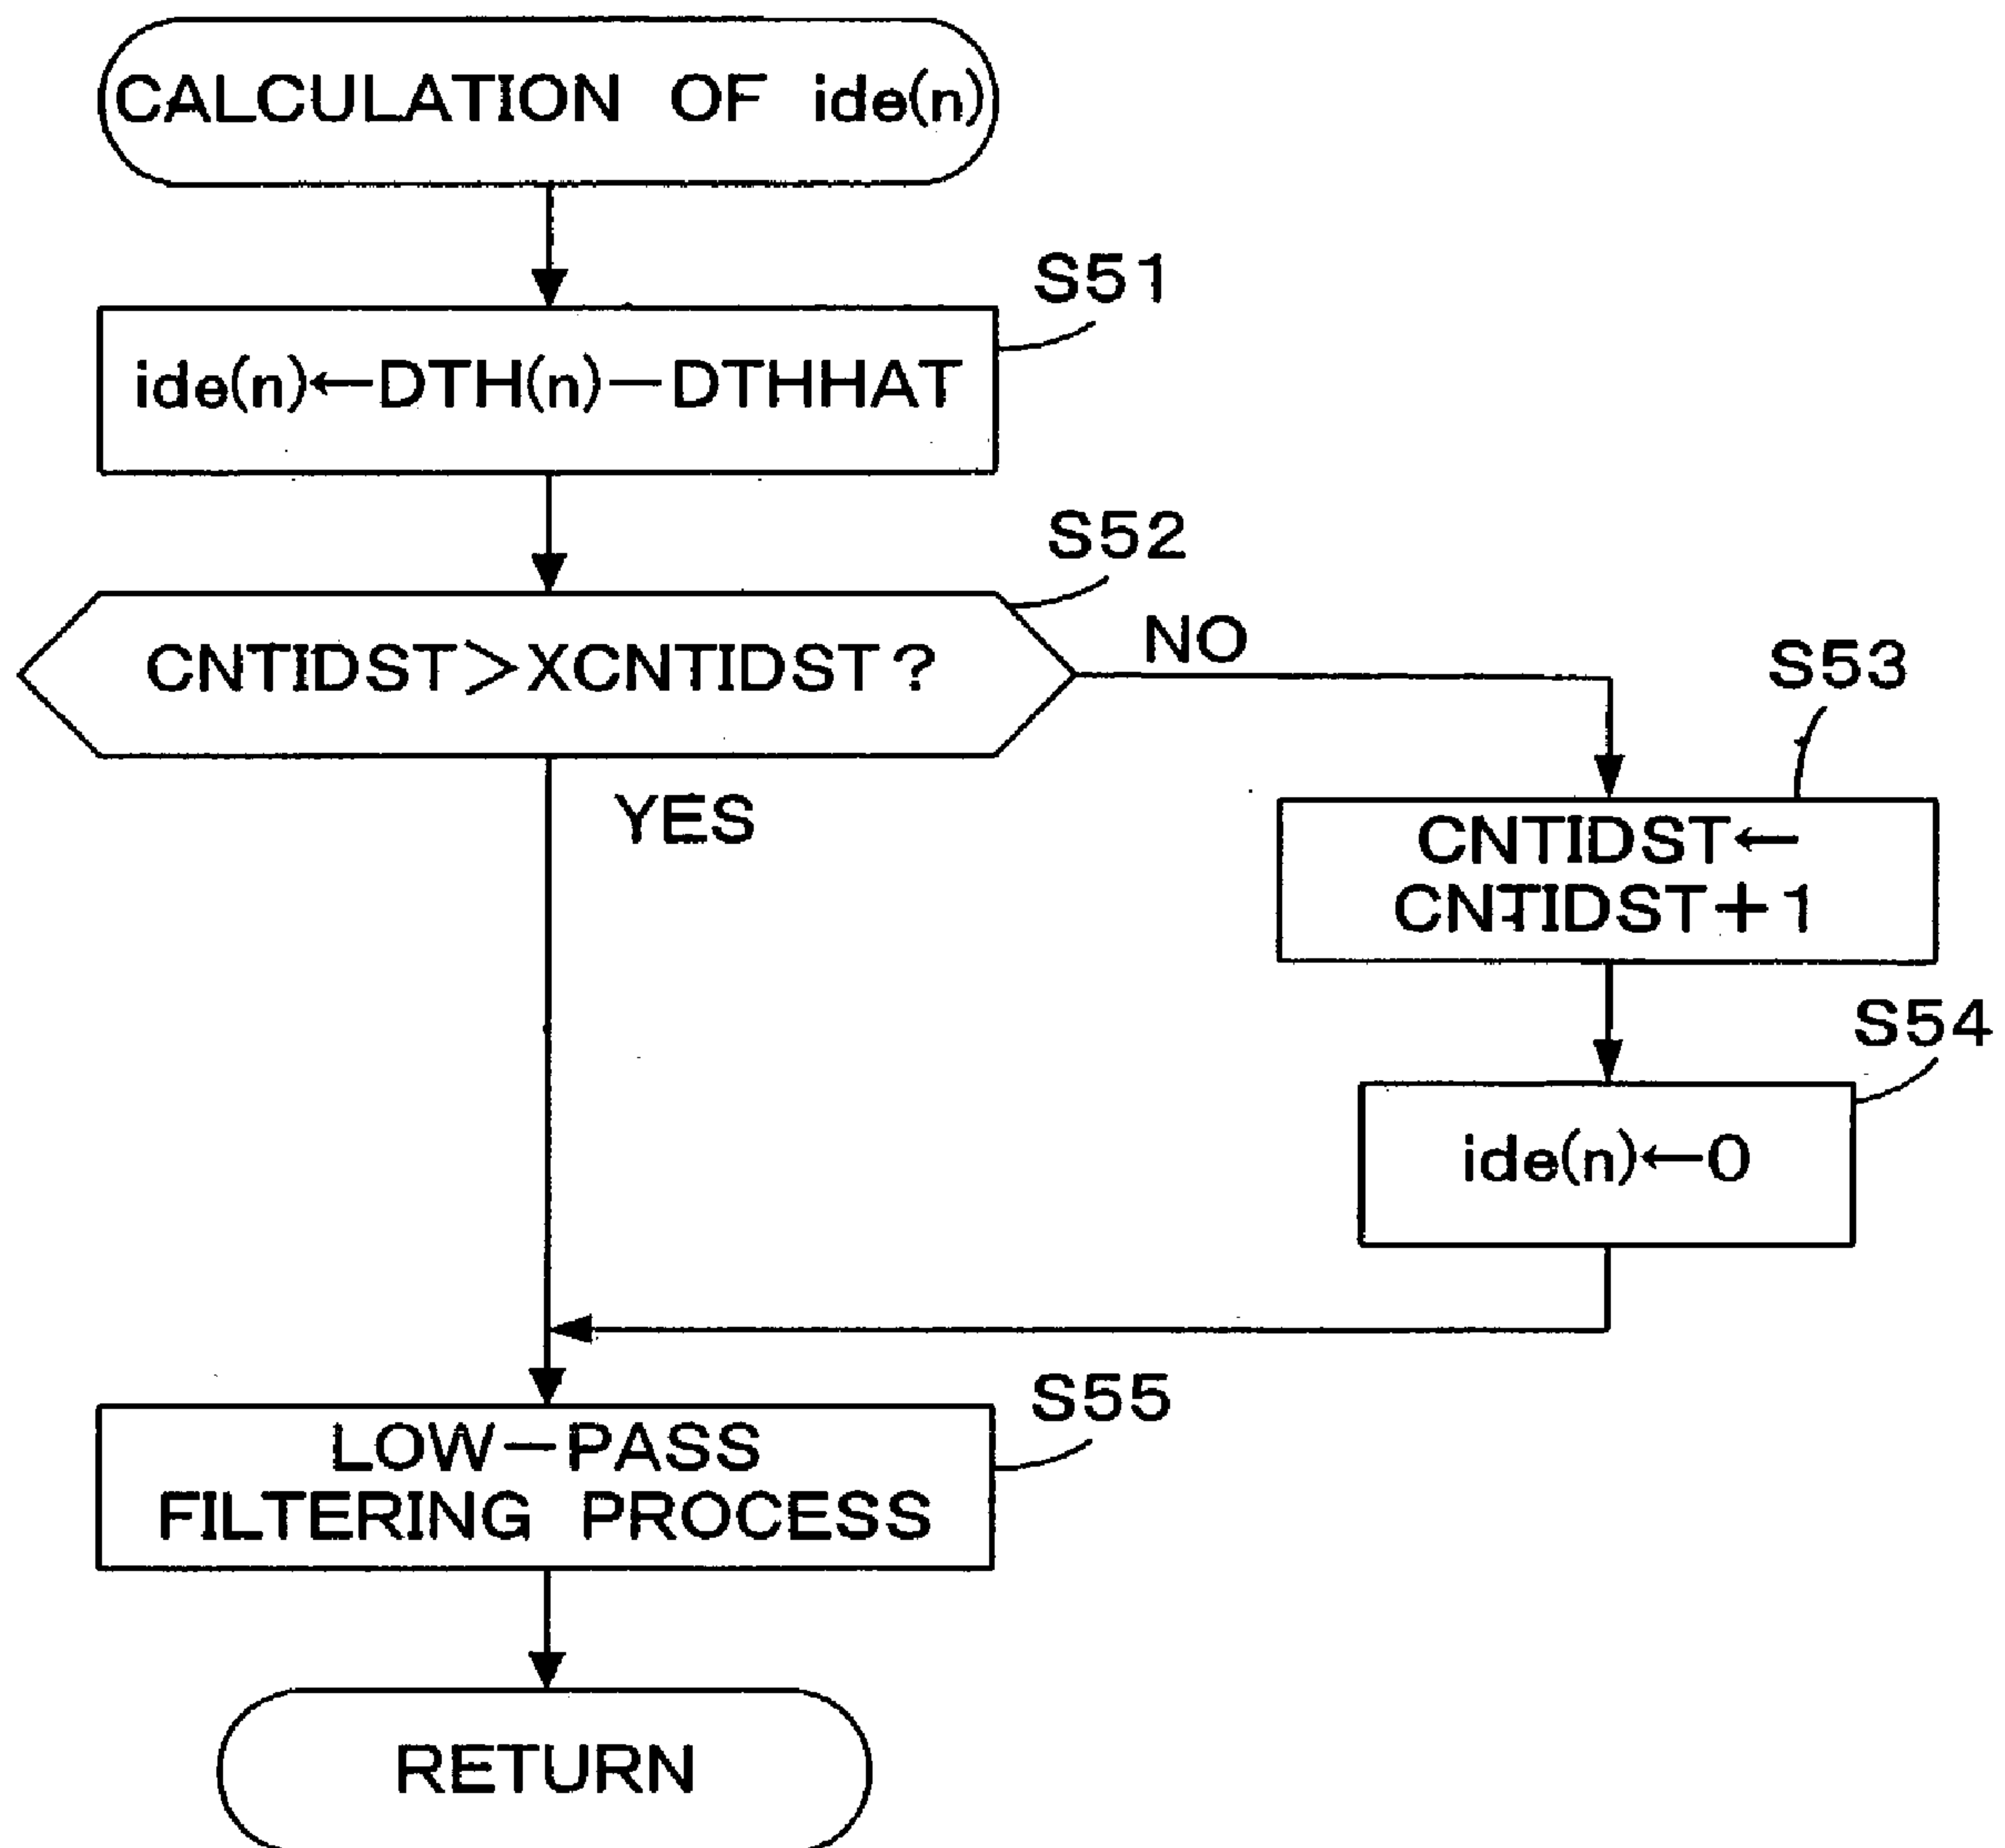 CALCULATION OF ide(n)
S51
ide(n)←DTH(n)−DTHHAT
S52
CNTIDST>XCNTIDST?
NO
YES
S53
CNTIDST←
CNTIDST+1
S54
ide(n)←0
S55
LOW−PASS
FILTERING PROCESS
RETURN